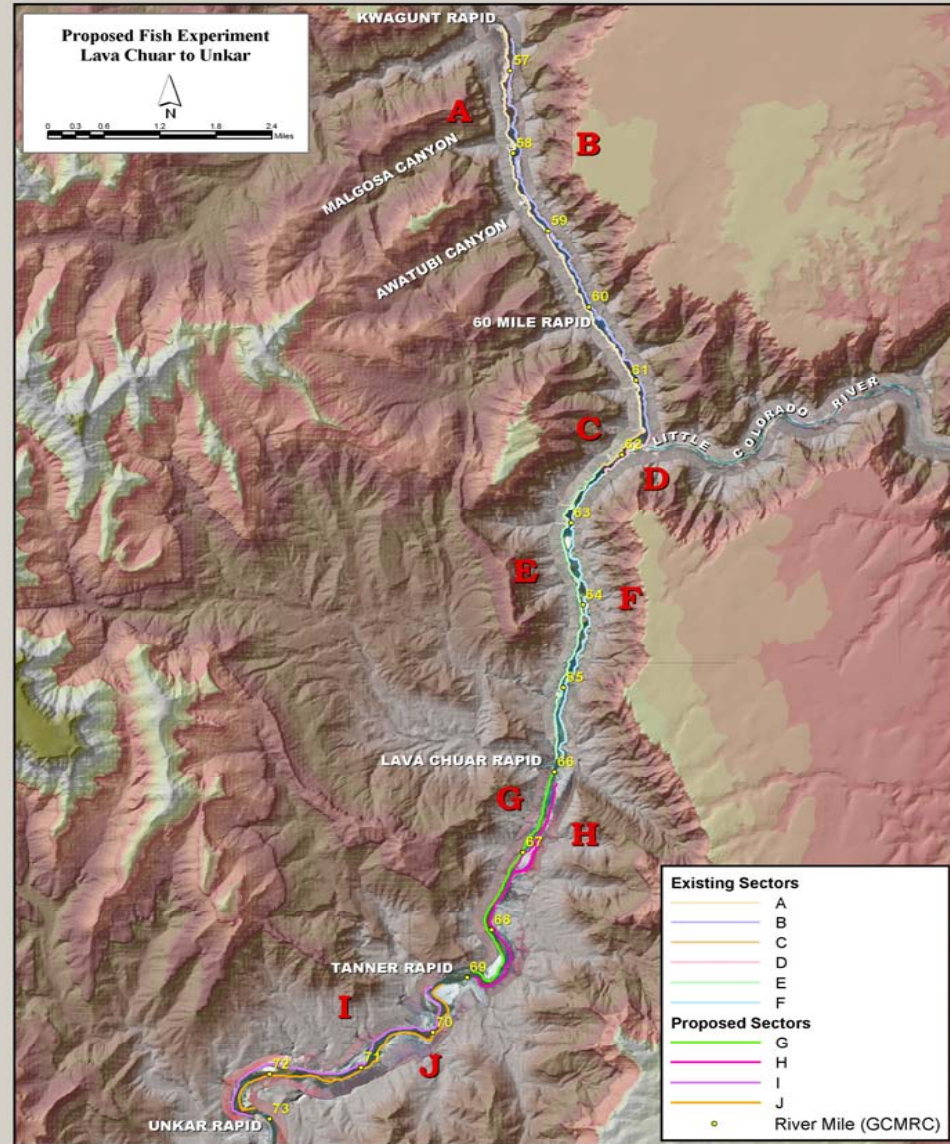 KWAGUNT RAPID
Proposed Fish Experiment
Lava Chuar to Unkar
N
0 0.3 0.6 1.2 1.8 2.4
Miles
57
A
B
58
MALGOSA CANYON
59
AWATUBI CANYON
60
60 MILE RAPID
61
C
62
LITTLE COLORADO RIVER
D
63
E
F
64
65
LAVA CHUAR RAPID
66
G
H
67
68
TANNER RAPID
69
I
70
J
71
72
73
UNKAR RAPID
Existing Sectors
A
B
C
D
E
F
Proposed Sectors
G
H
I
J
River Mile (GCMRC)